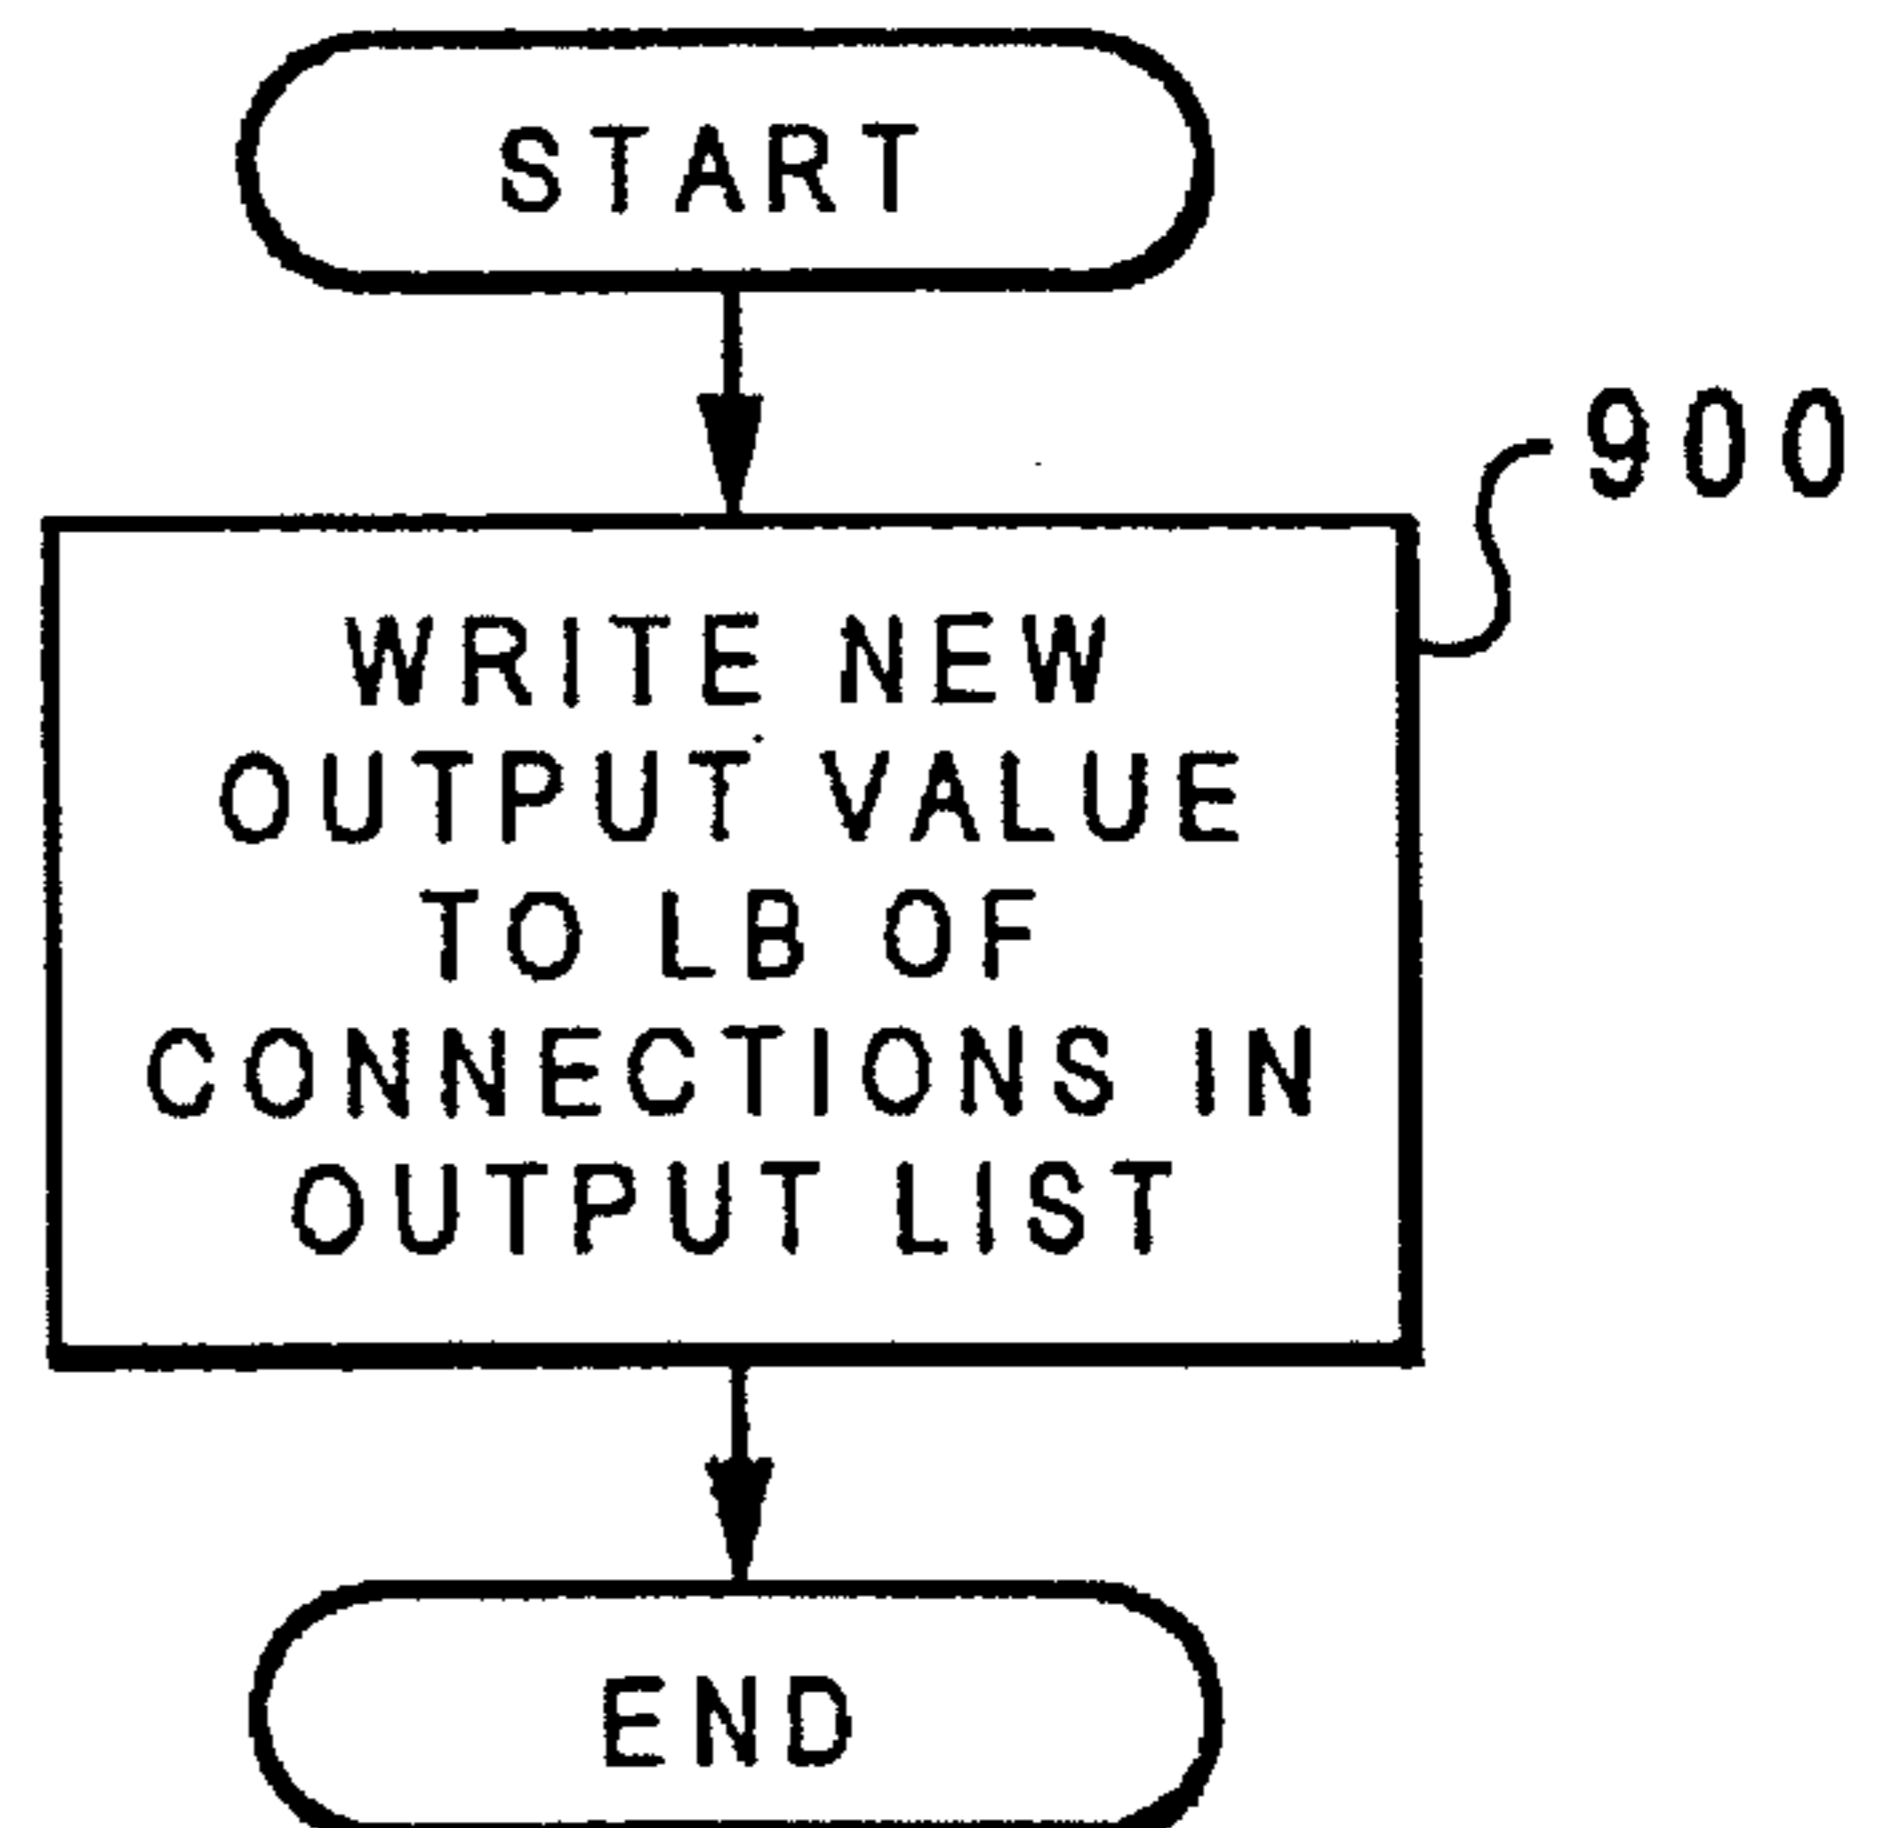 START
900
WRITE NEW
OUTPUT VALUE
TO LB OF
CONNECTIONS IN
OUTPUT LIST
END